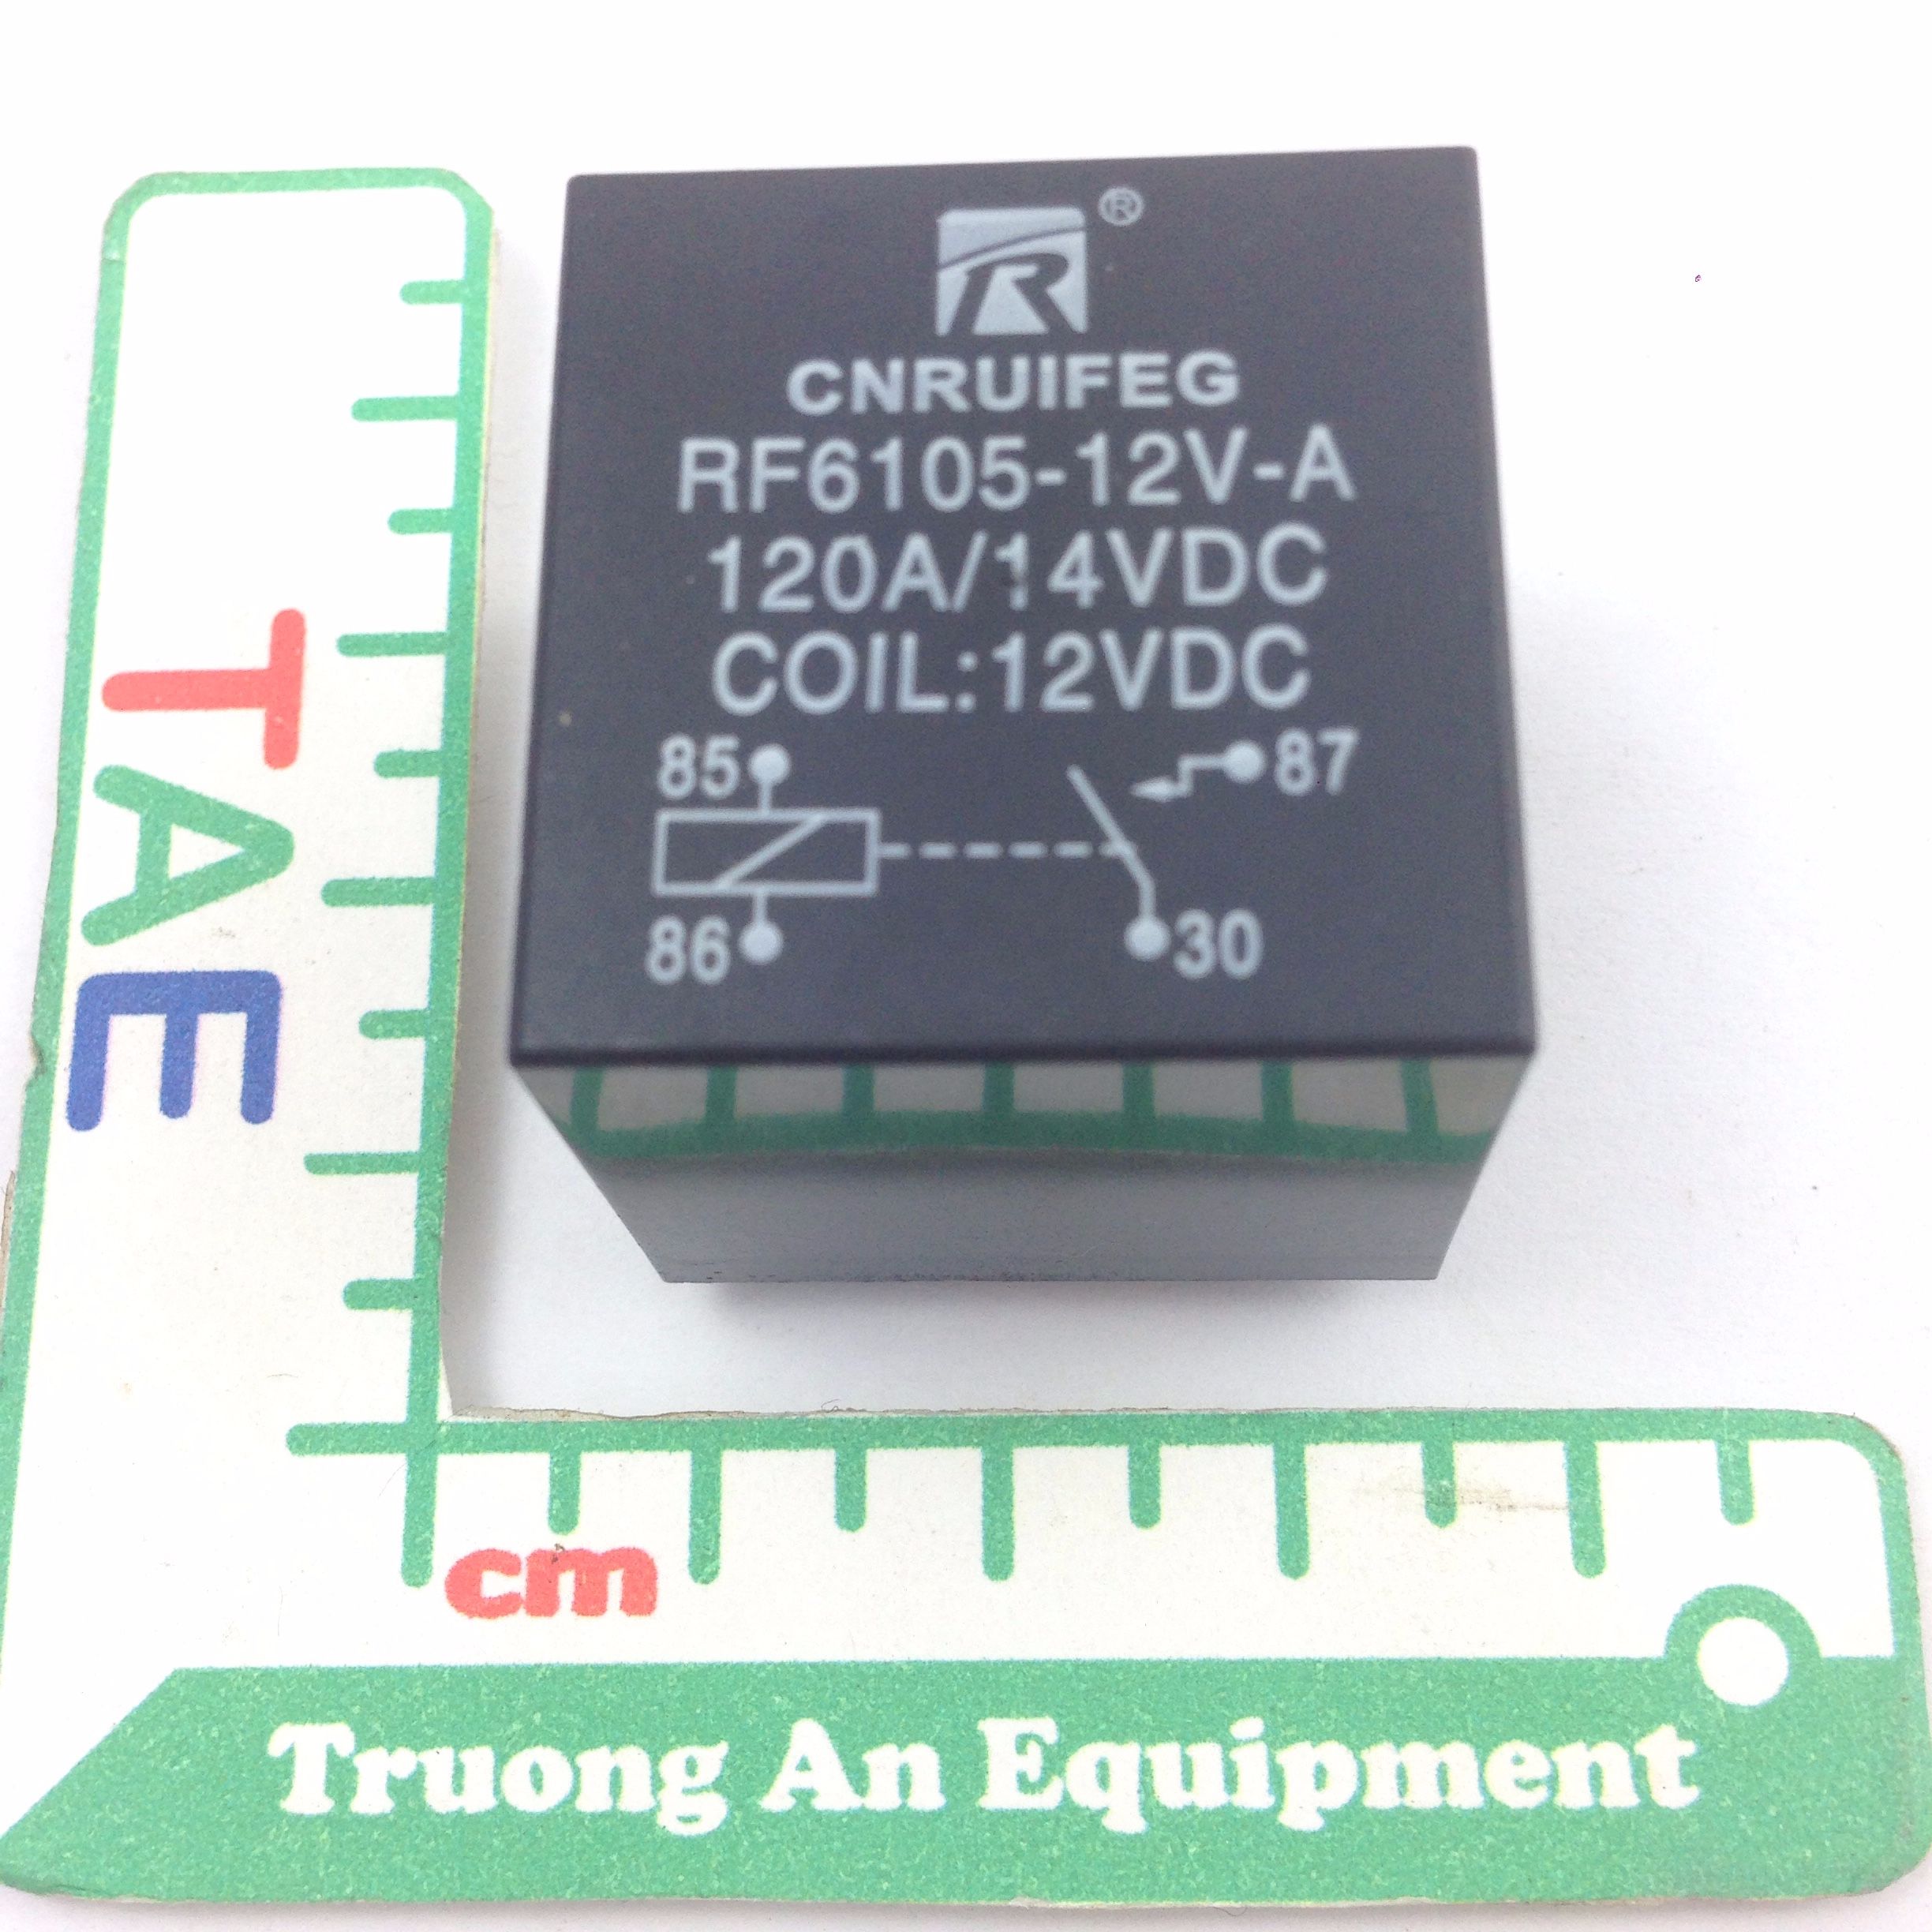 R
®
CNRUIFEG
RF6105-12V-A
120A/14VDC
COIL:12VDC
85
87
86
30
TAE
cm
Truong An Equipment